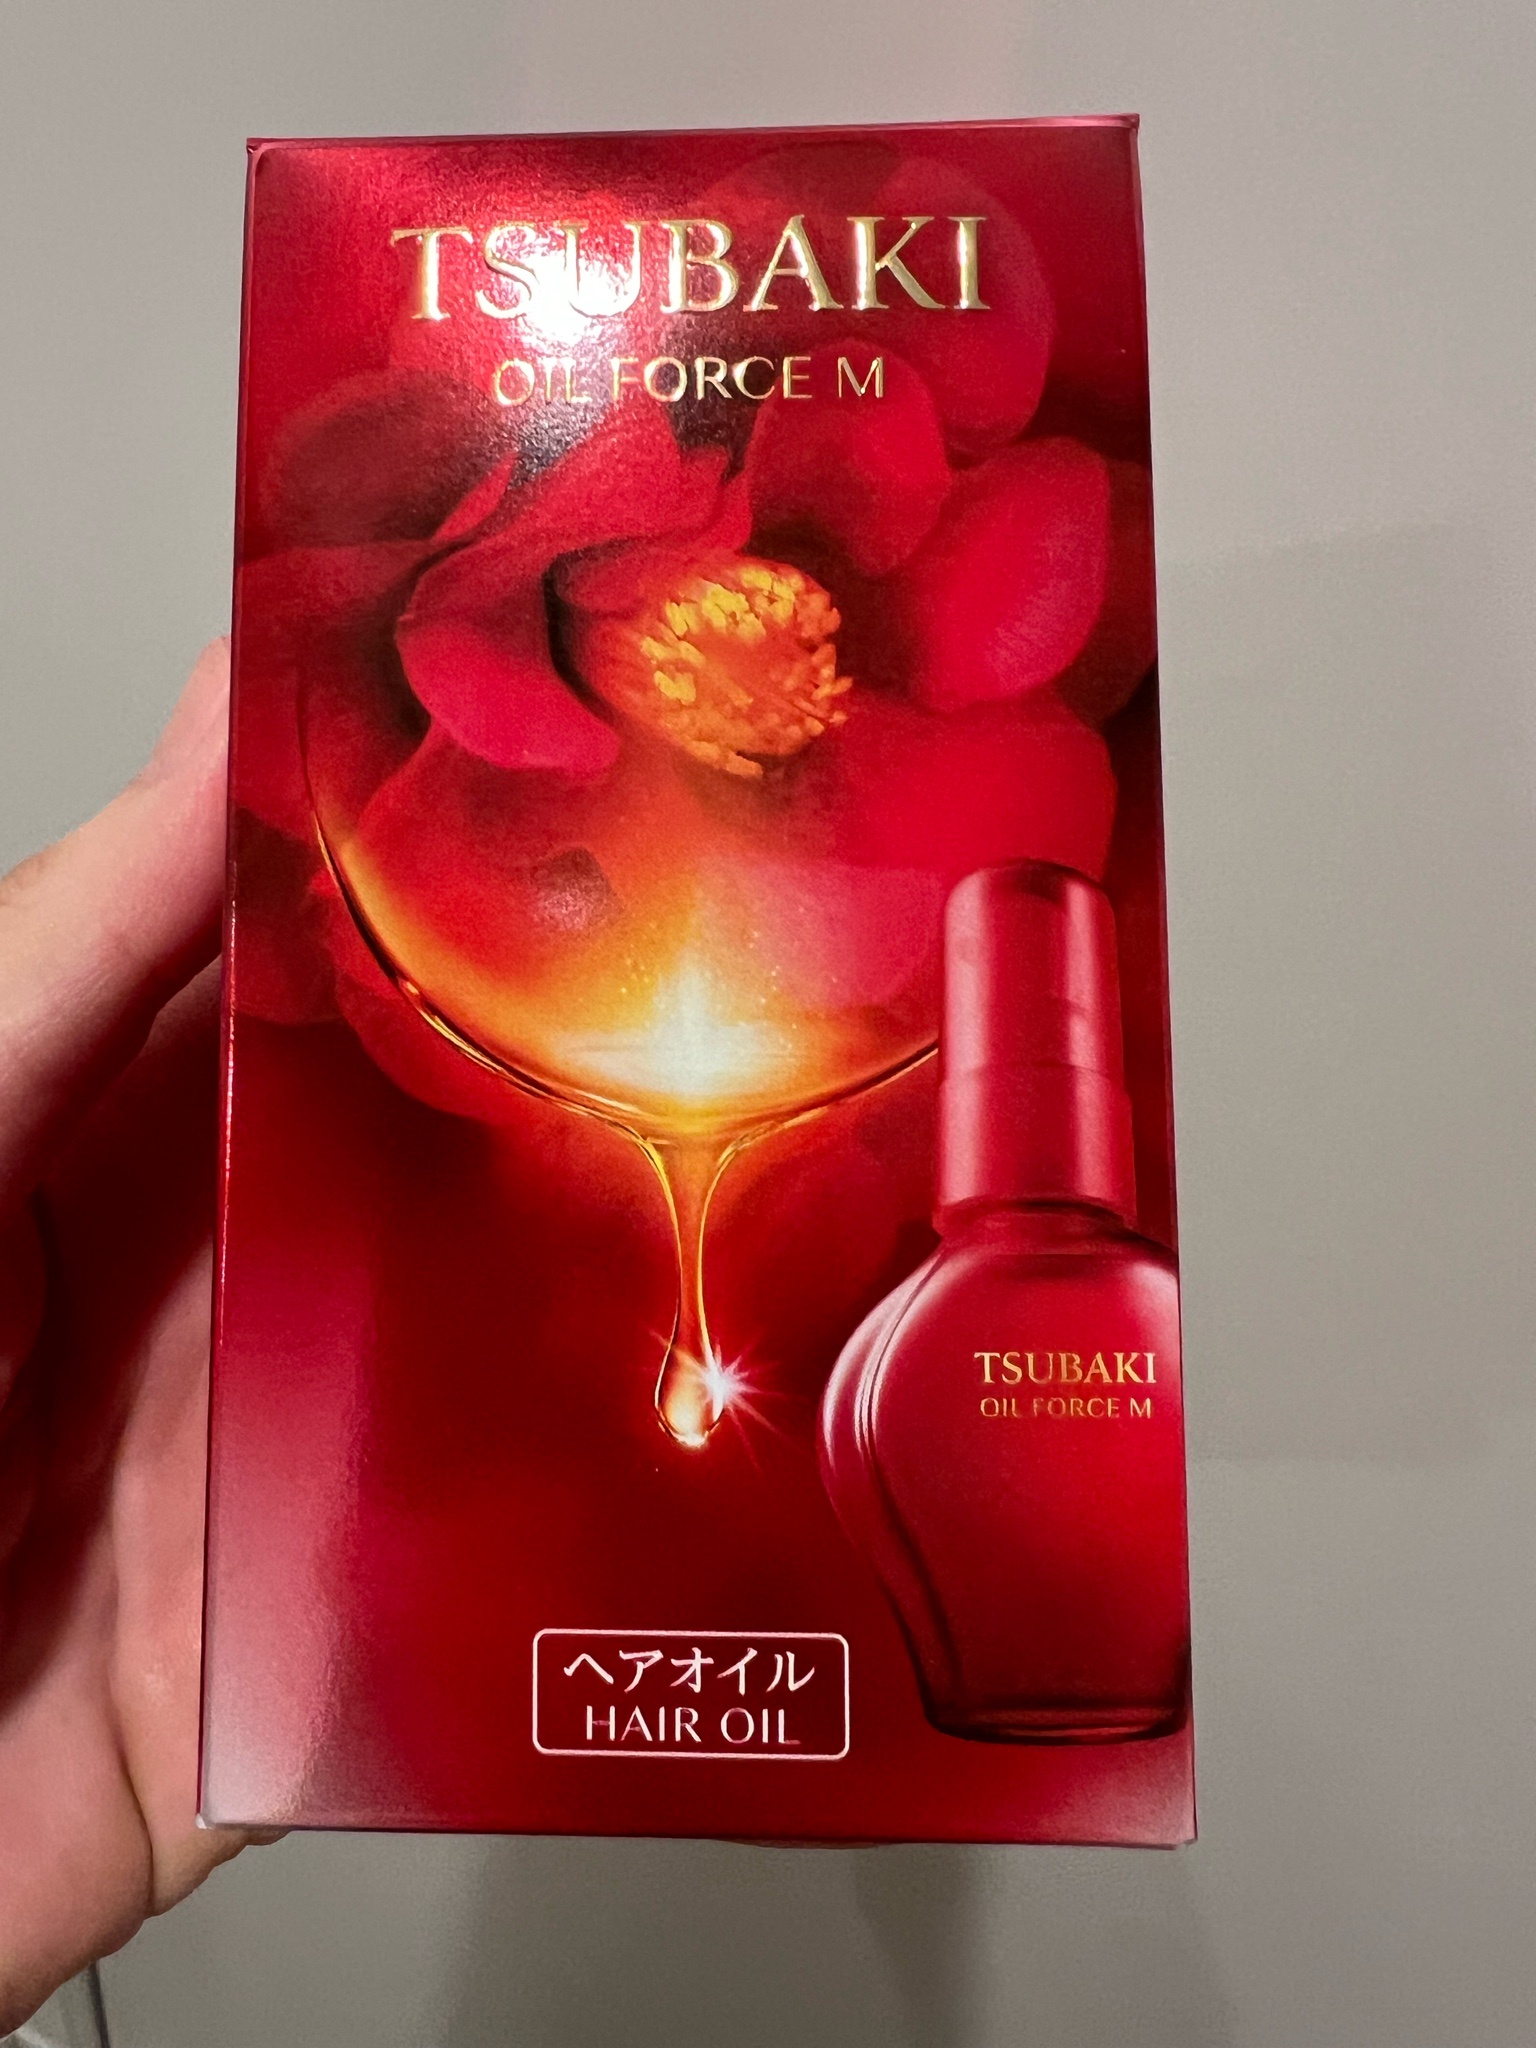 TSUBAKI
OIL FORCE M
TSUBAKI
OIL FORCE M
ヘアオイル
HAIR OIL